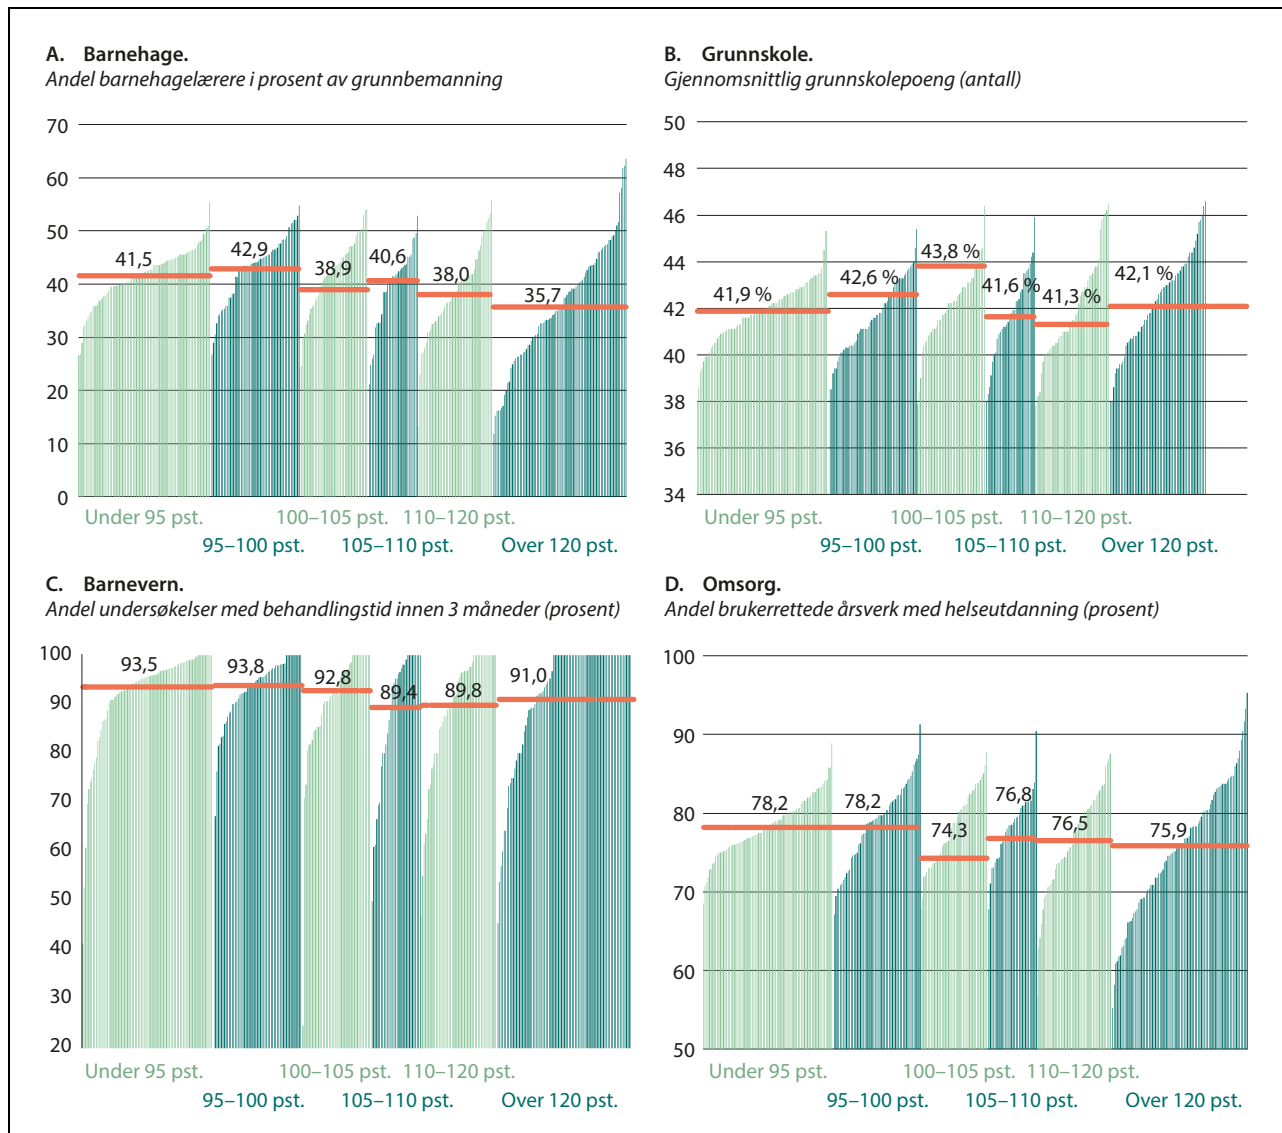 A. Barnehage.
Andel barnehagelærere i prosent av grunnbemanning
70
60
50
40
30
20
10
0
41,5
42,9
38,9
40,6
38,0
35,7
Under 95 pst.
100–105 pst.
110–120 pst.
95–100 pst.
105–110 pst.
Over 120 pst.
B. Grunnskole.
Gjennomsnittlig grunnskolepoeng (antall)
50
48
46
44
42
40
38
36
34
41,9 %
42,6 %
43,8 %
41,6 %
41,3 %
42,1 %
Under 95 pst.
100–105 pst.
110–120 pst.
95–100 pst.
105–110 pst.
Over 120 pst.
C. Barnevern.
Andel undersøkelser med behandlingstid innen 3 måneder (prosent)
100
90
80
70
60
50
40
30
20
93,5
93,8
92,8
89,4
89,8
91,0
Under 95 pst.
100–105 pst.
110–120 pst.
95–100 pst.
105–110 pst.
Over 120 pst.
D. Omsorg.
Andel brukerrettede årsverk med helseutdanning (prosent)
100
90
80
70
60
50
78,2
78,2
74,3
76,8
76,5
75,9
Under 95 pst.
100–105 pst.
110–120 pst.
95–100 pst.
105–110 pst.
Over 120 pst.